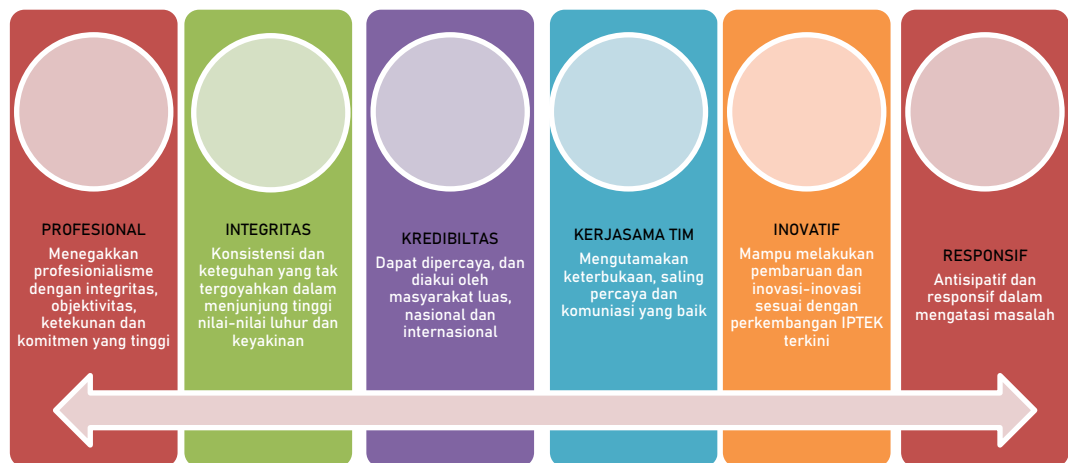 PROFESIONAL
Menegakkan
profesionialisme
dengan integritas,
objektivitas,
ketekunan dan
komitmen yang tinggi
INTEGRITAS
Konsistensi dan
keteguhan yang tak
tergoyahkan dalam
menjunjung tinggi
nilai-nilai luhur dan
keyakinan
KREDIBILTAS
Dapat dipercaya, dan
diakui oleh
masyarakat luas,
nasional dan
internasional
KERJASAMA TIM
Mengutamakan
keterbukaan, saling
percaya dan
komuniasi yang baik
INOVATIF
Mampu melakukan
pembaruan dan
inovasi-inovasi
sesuai dengan
perkembangan IPTEK
terkini
RESPONSIF
Antisipatif dan
responsif dalam
mengatasi masalah